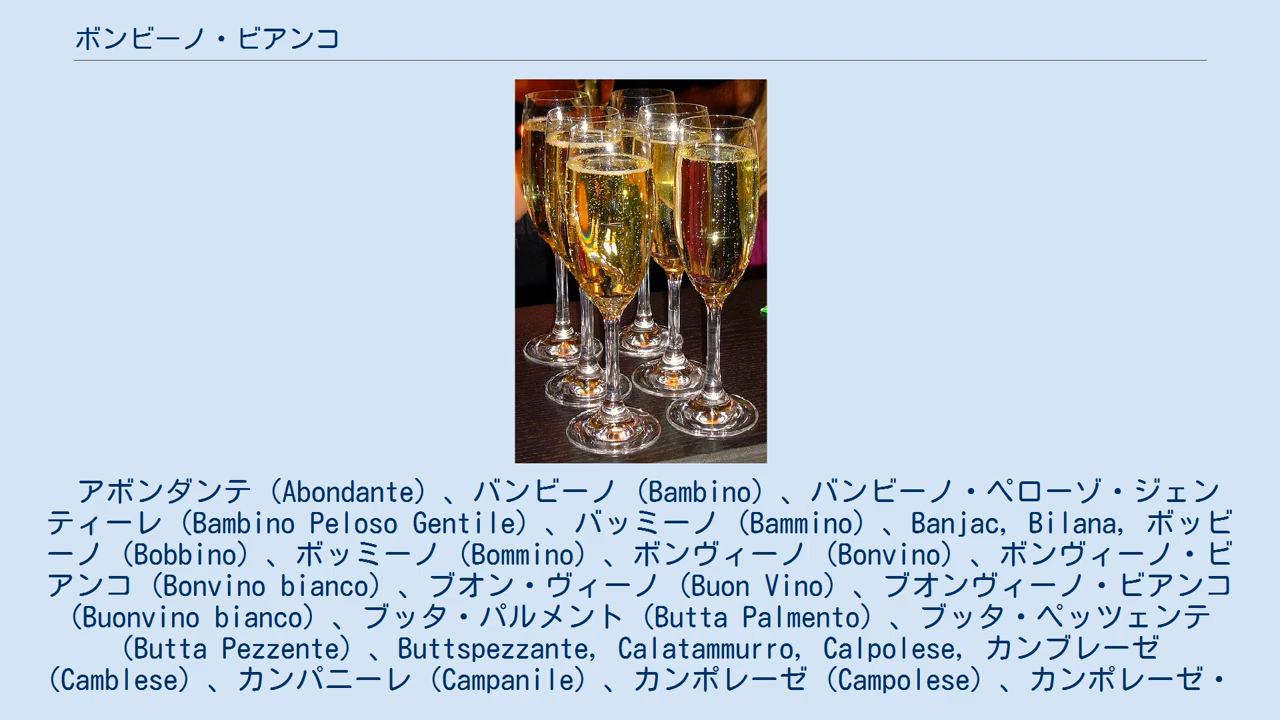 ボンビーノ・ビアンコ
アボンダンテ（Abondante）、バンビーノ（Bambino）、バンビーノ・ペローゾ・ジェン
ティーレ（Bambino Peloso Gentile）、バッミーノ（Bammino）、Banjac, Bilana, ボッビ
ーノ（Bobbino）、ボッミーノ（Bommino）、ボンヴィーノ（Bonvino）、ボンヴィーノ・ビ
アンコ（Bonvino bianco）、ブオン・ヴィーノ（Buon Vino）、ブオンヴィーノ・ビアンコ
（Buonvino bianco）、ブッタ・パルメント（Butta Palmento）、ブッタ・ペッツェンテ
（Butta Pezzente）、Buttspezzante, Calatammurro, Calpolese, カンブレーゼ
（Camblese）、カンパニーレ（Campanile）、カンポレーゼ（Campolese）、カンポレーゼ・